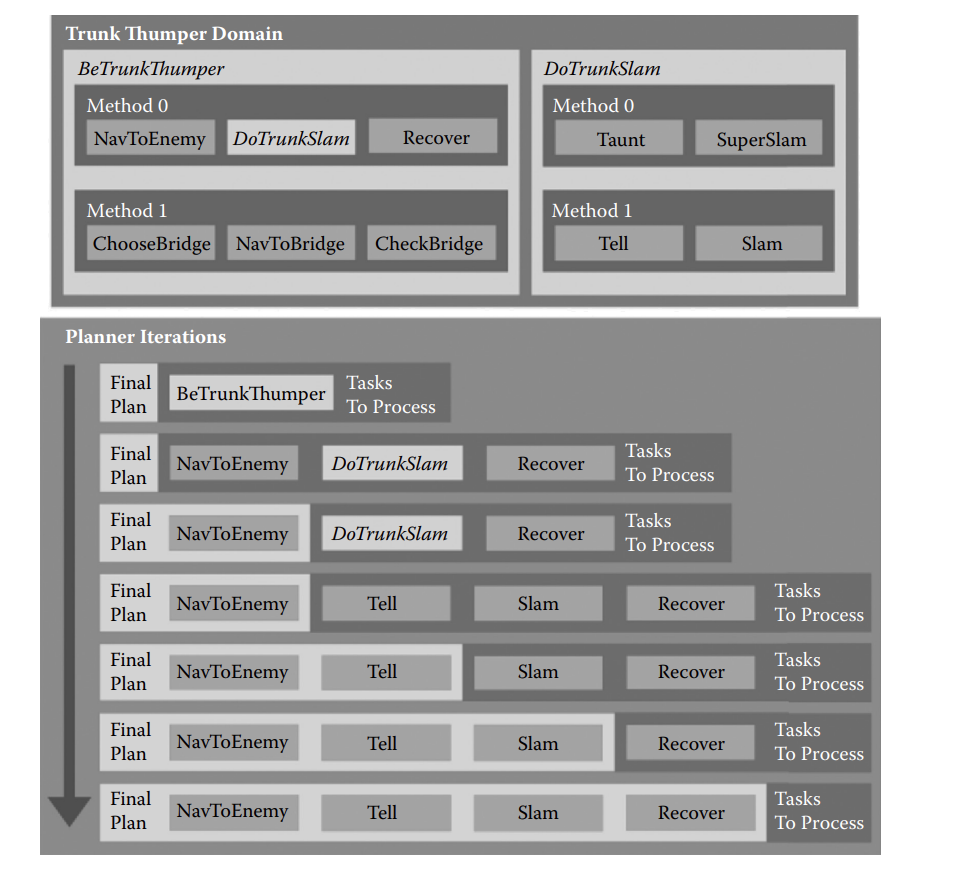 Trunk Thumper Domain
BeTrunkThumper
Method 0
NavToEnemy DoTrunkSlam Recover
Method 1
ChooseBridge NavToBridge CheckBridge
DoTrunkSlam
Method 0
Taunt SuperSlam
Method 1
Tell Slam
Planner Iterations
Final
Plan
BeTrunkThumper
Tasks
To Process
Final
Plan
NavToEnemy DoTrunkSlam Recover
Tasks
To Process
Final
Plan
NavToEnemy DoTrunkSlam Recover
Tasks
To Process
Final
Plan
NavToEnemy Tell Slam Recover
Tasks
To Process
Final
Plan
NavToEnemy Tell Slam Recover
Tasks
To Process
Final
Plan
NavToEnemy Tell Slam Recover
Tasks
To Process
Final
Plan
NavToEnemy Tell Slam Recover
Tasks
To Process